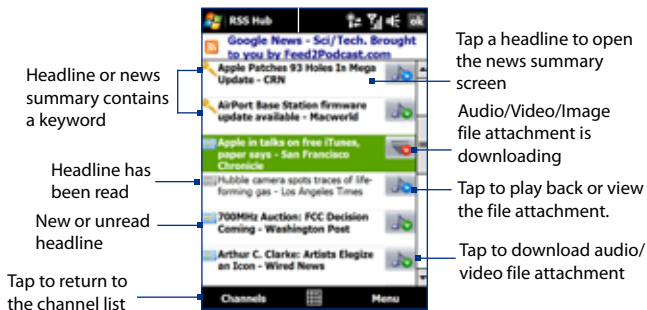 RSS Hub
ok
Google News - Sci/Tech. Brought
to you by Feed2Podcast.com
Apple Patches 93 Holes In Mega
Update - CRN
AirPort Base Station firmware
update available - Macworld
Apple in talks on free iTunes,
paper says - San Francisco
Chronicle
Hubble camera spots traces of life-
forming gas - Los Angeles Times
700MHz Auction: FCC Decision
Coming - Washington Post
Arthur C. Clarke: Artists Elegize
an Icon - Wired News
Channels
Menu
Headline or news
summary contains
a keyword
Headline has
been read
New or unread
headline
Tap to return to
the channel list
Tap a headline to open
the news summary
screen
Audio/Video/Image
file attachment is
downloading
Tap to play back or view
the file attachment.
Tap to download audio/
video file attachment